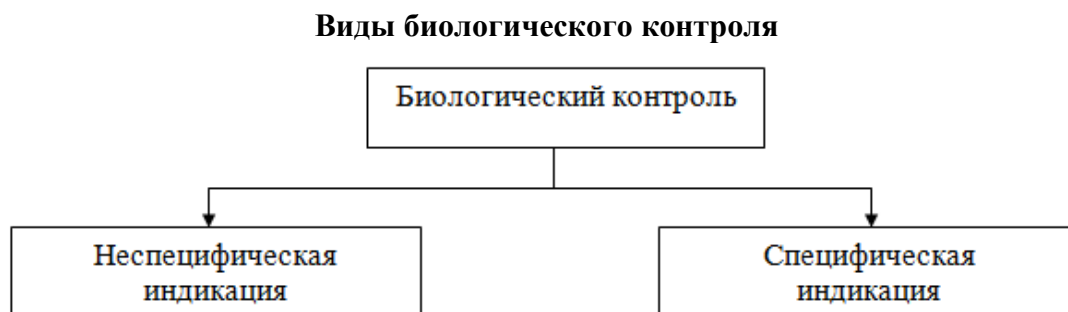 Виды биологического контроля
Биологический контроль
Неспецифическая
индикация
Специфическая
индикация